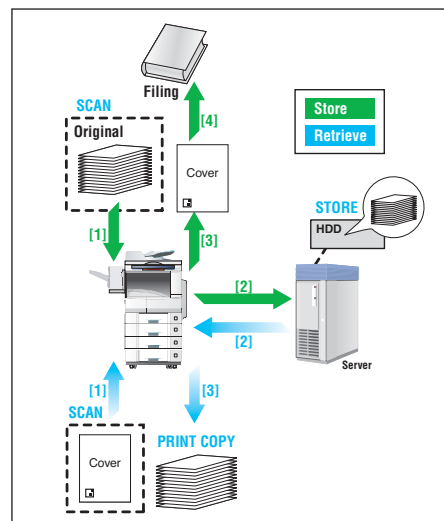 Filing
SCAN
Original
[4]
Store
Retrieve
Cover
STORE
HDD
[1]
[3]
[2]
[2]
Server
[1]
[3]
SCAN
PRINT COPY
Cover